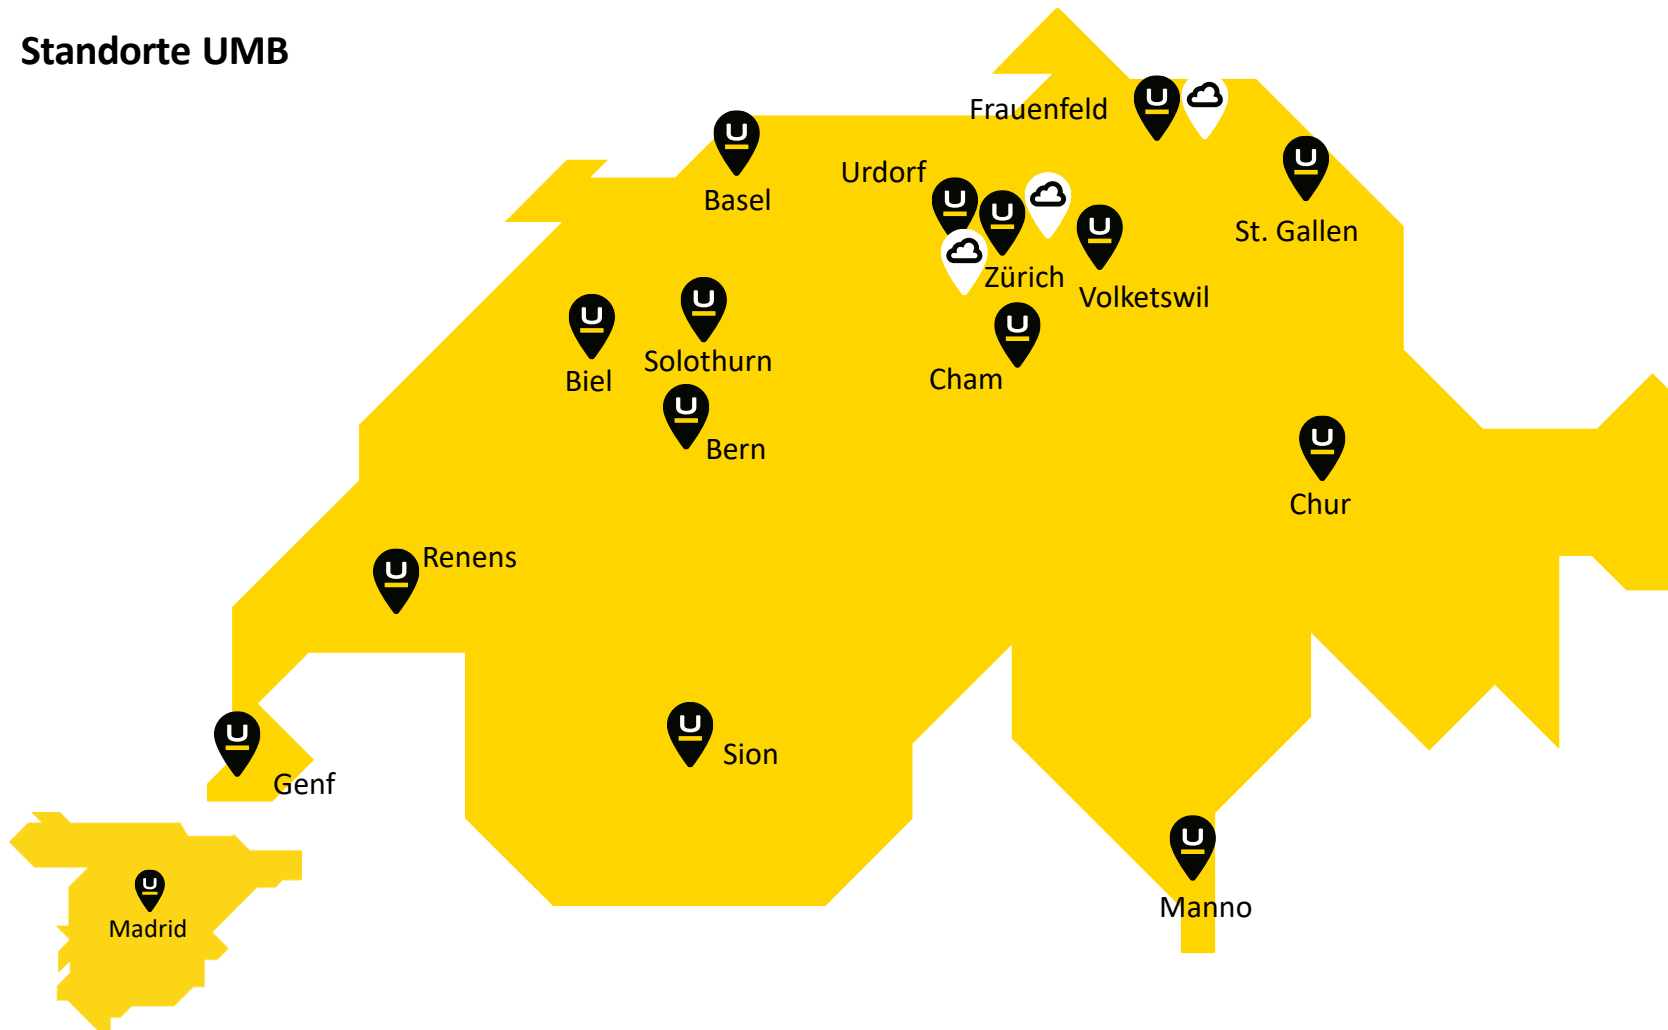 Standorte UMB
Frauenfeld
Urdorf
Basel
St. Gallen
Zürich
Volketswil
Solothurn
Biel
Cham
Bern
Chur
Renens
Sion
Genf
Manno
Madrid